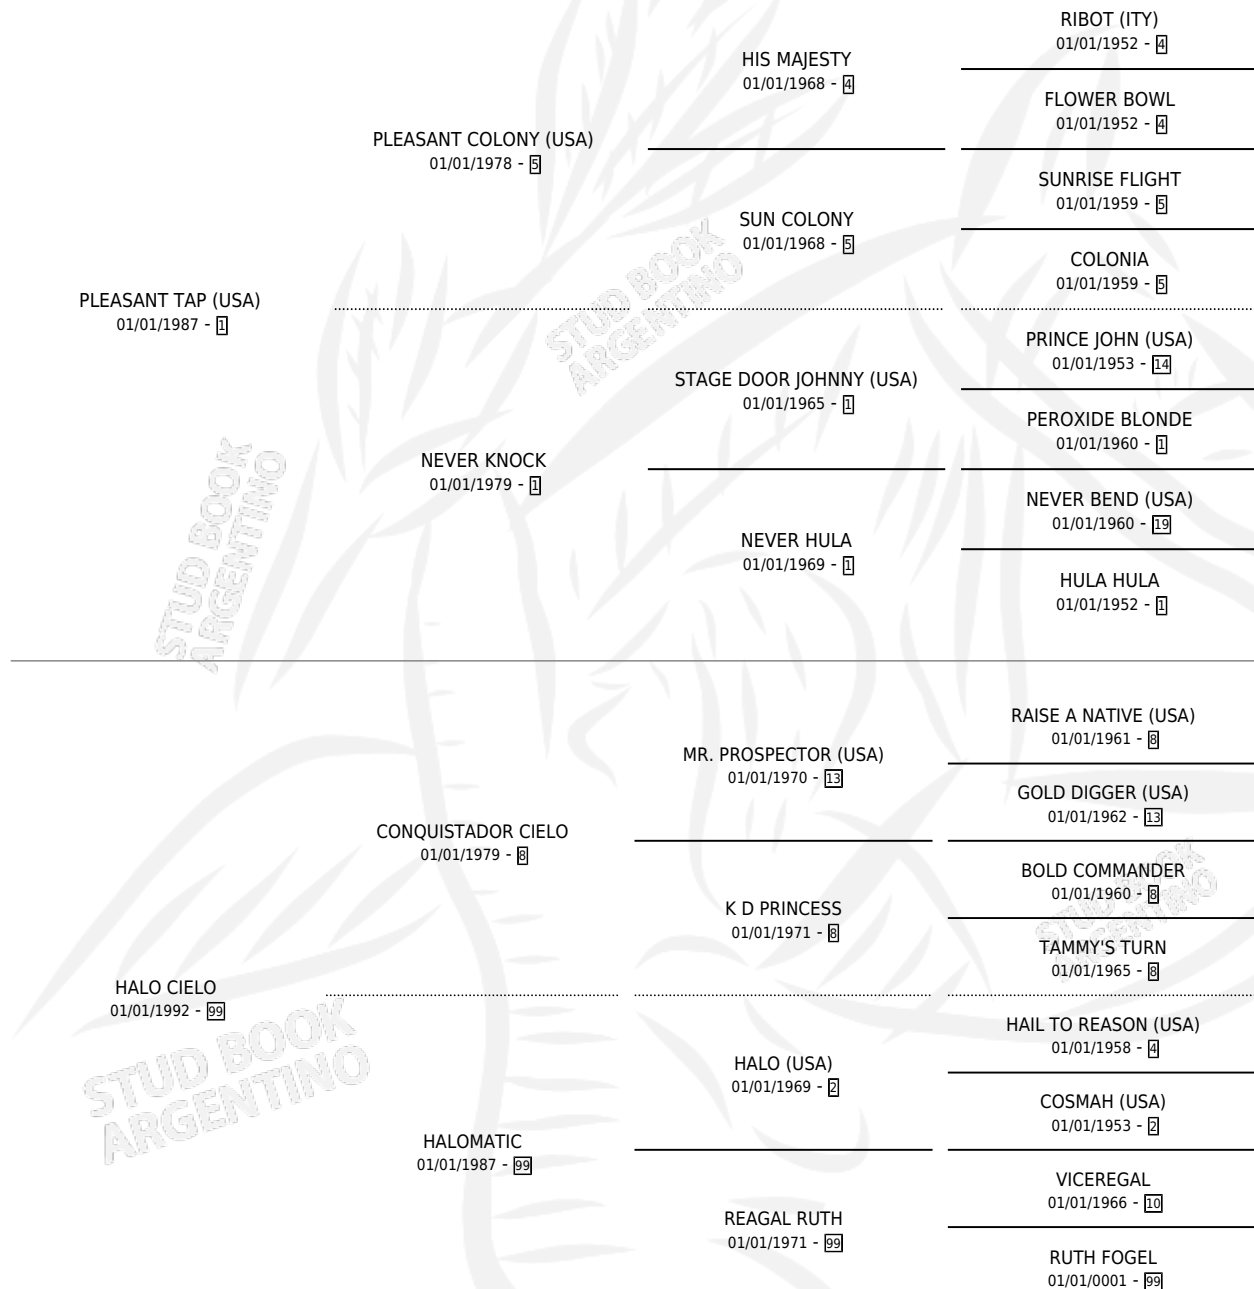 RIBOT (ITY)
01/01/1952 - 4
HIS MAJESTY
01/01/1968 - 4
FLOWER BOWL
01/01/1952 - 4
PLEASANT COLONY (USA)
01/01/1978 - 5
SUNRISE FLIGHT
01/01/1959 - 5
SUN COLONY
01/01/1968 - 5
COLONIA
01/01/1959 - 5
PLEASANT TAP (USA)
01/01/1987 - 1
PRINCE JOHN (USA)
01/01/1953 - 14
STAGE DOOR JOHNNY (USA)
01/01/1965 - 1
PEROXIDE BLONDE
01/01/1960 - 1
NEVER KNOCK
01/01/1979 - 1
NEVER BEND (USA)
01/01/1960 - 19
NEVER HULA
01/01/1969 - 1
HULA HULA
01/01/1952 - 1
RAISE A NATIVE (USA)
01/01/1961 - 8
MR. PROSPECTOR (USA)
01/01/1970 - 13
GOLD DIGGER (USA)
01/01/1962 - 13
CONQUISTADOR CIELO
01/01/1979 - 8
BOLD COMMANDER
01/01/1960 - 8
K D PRINCESS
01/01/1971 - 8
TAMMY'S TURN
01/01/1965 - 8
HALO CIELO
01/01/1992 - 99
HAIL TO REASON (USA)
01/01/1958 - 4
HALO (USA)
01/01/1969 - 2
COSMAH (USA)
01/01/1953 - 2
HALOMATIC
01/01/1987 - 99
VICEREGAL
01/01/1966 - 10
REAGAL RUTH
01/01/1971 - 99
RUTH FOGEL
01/01/0001 - 99
STUD BOOK
ARGENTINO
STUD BOOK
ARGENTINO
STUD BOOK
ARGENTINO
STUD BOOK
ARGENTINO